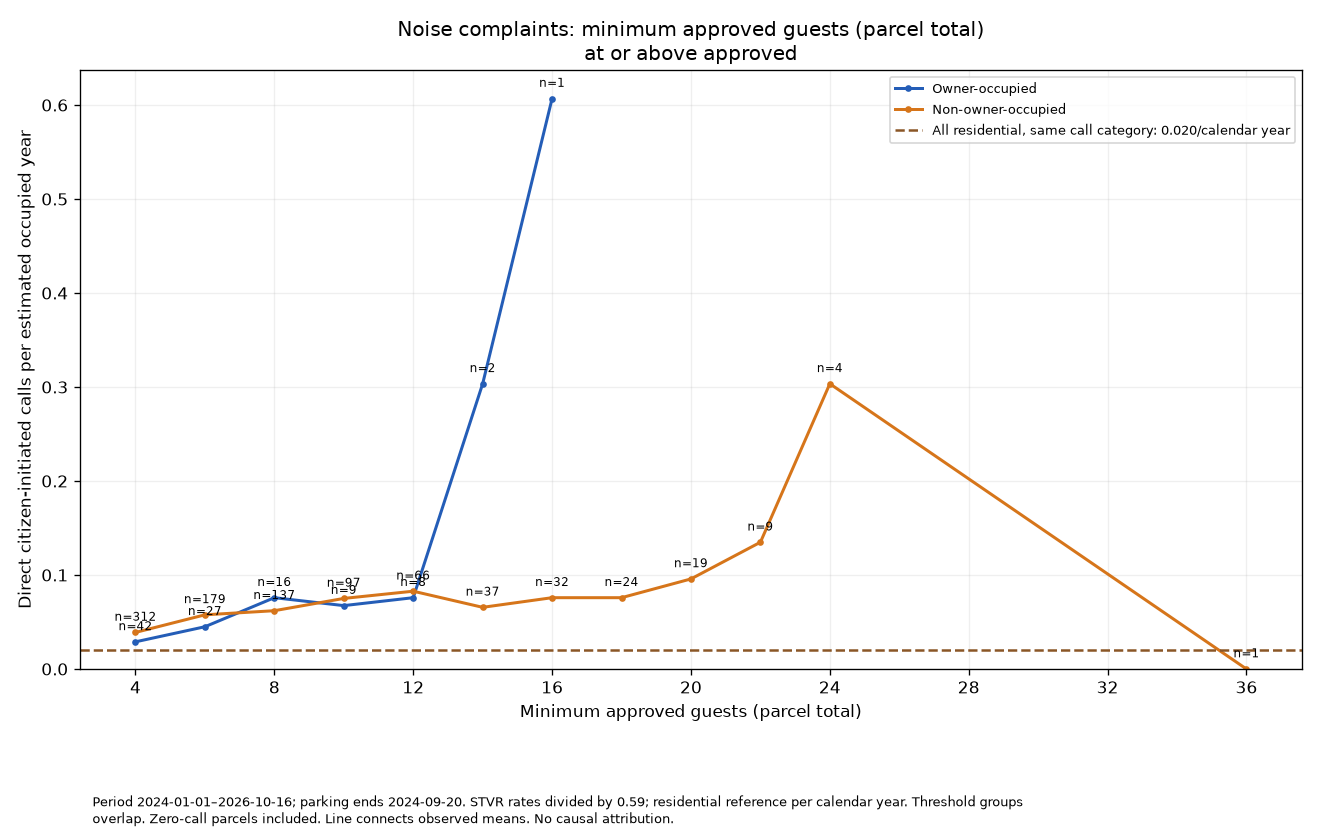 Noise complaints: minimum approved guests (parcel total)
at or above approved
Direct citizen-initiated calls per estimated occupied year
0.6
0.5
0.4
0.3
0.2
0.1
0.0
Owner-occupied
Non-owner-occupied
All residential, same call category: 0.020/calendar year
n=1
n=2
n=4
n=9
n=19
n=66
n=8
n=16
n=97
n=32
n=24
n=9
n=137
n=37
n=179
n=27
n=312
n=42
n=1
4
8
12
16
20
24
28
32
36
Minimum approved guests (parcel total)
Period 2024-01-01–2026-10-16; parking ends 2024-09-20. STVR rates divided by 0.59; residential reference per calendar year. Threshold groups
overlap. Zero-call parcels included. Line connects observed means. No causal attribution.